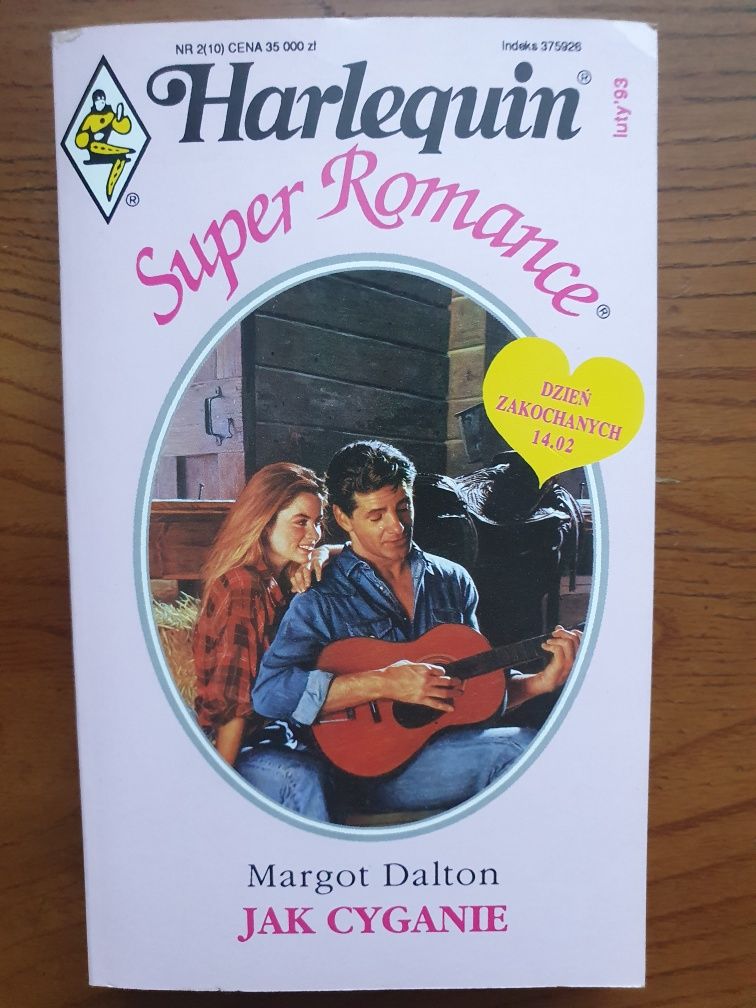 NR 2(10) CENA 35 000 zł
Indeks 375926
luty'93
Harlequin®
®
Super Romance®
DZIEŃ
ZAKOCHANYCH
14.02
Margot Dalton
JAK CYGANIE